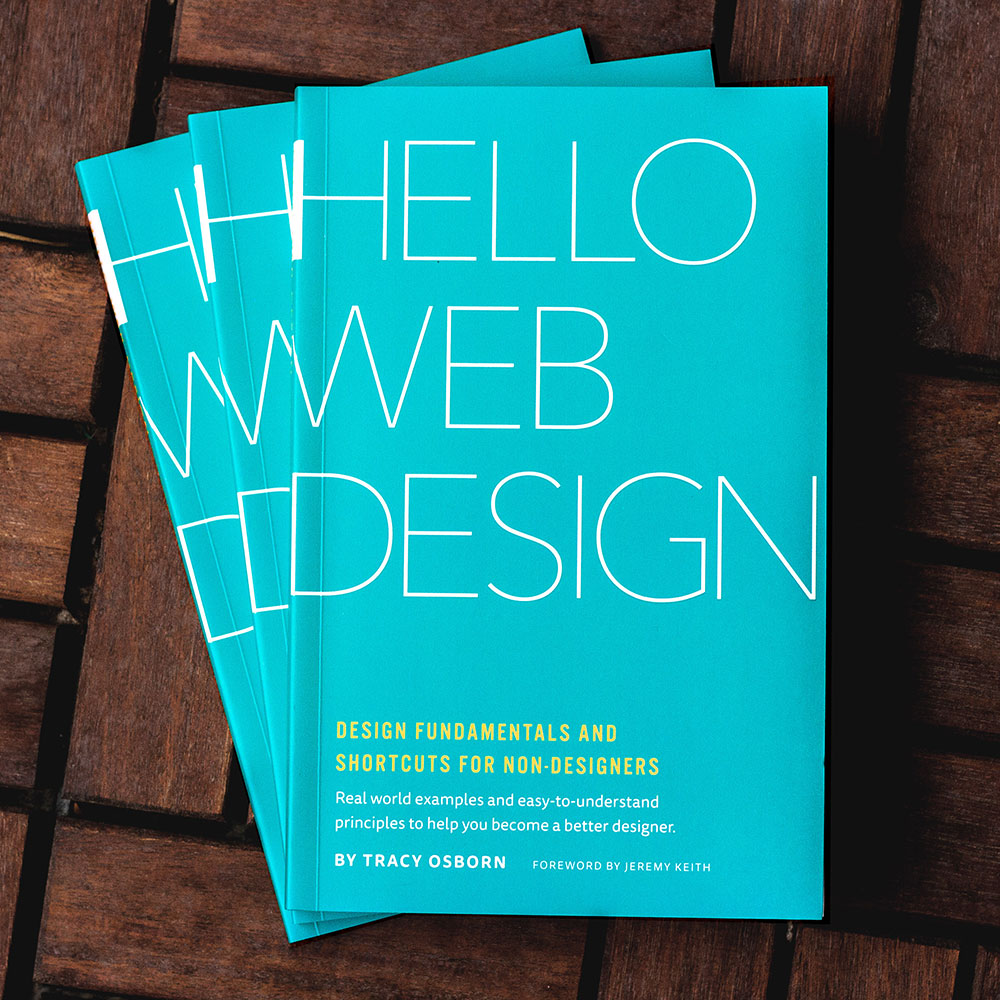 HELLO
WEB
DESIGN
DESIGN FUNDAMENTALS AND
SHORTCUTS FOR NON-DESIGNERS
Real world examples and easy-to-understand
principles to help you become a better designer.
BY TRACY OSBORN FOREWORD BY JEREMY KEITH